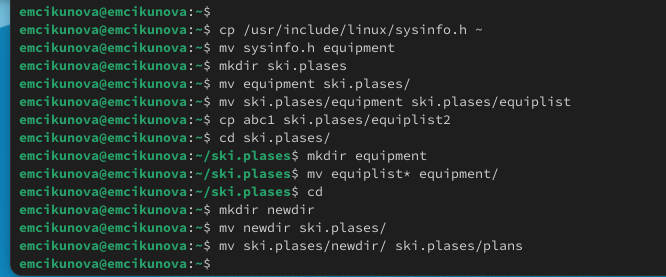 emcikunova@emcikunova:~$
emcikunova@emcikunova:~$ cp /usr/include/linux/sysinfo.h ~
emcikunova@emcikunova:~$ mv sysinfo.h equipment
emcikunova@emcikunova:~$ mkdir ski.plases
emcikunova@emcikunova:~$ mv equipment ski.plases/
emcikunova@emcikunova:~$ mv ski.plases/equipment ski.plases/equiplist
emcikunova@emcikunova:~$ cp abc1 ski.plases/equiplist2
emcikunova@emcikunova:~$ cd ski.plases/
emcikunova@emcikunova:~/ski.plases$ mkdir equipment
emcikunova@emcikunova:~/ski.plases$ mv equiplist* equipment/
emcikunova@emcikunova:~/ski.plases$ cd
emcikunova@emcikunova:~$ mkdir newdir
emcikunova@emcikunova:~$ mv newdir ski.plases/
emcikunova@emcikunova:~$ mv ski.plases/newdir/ ski.plases/plans
emcikunova@emcikunova:~$